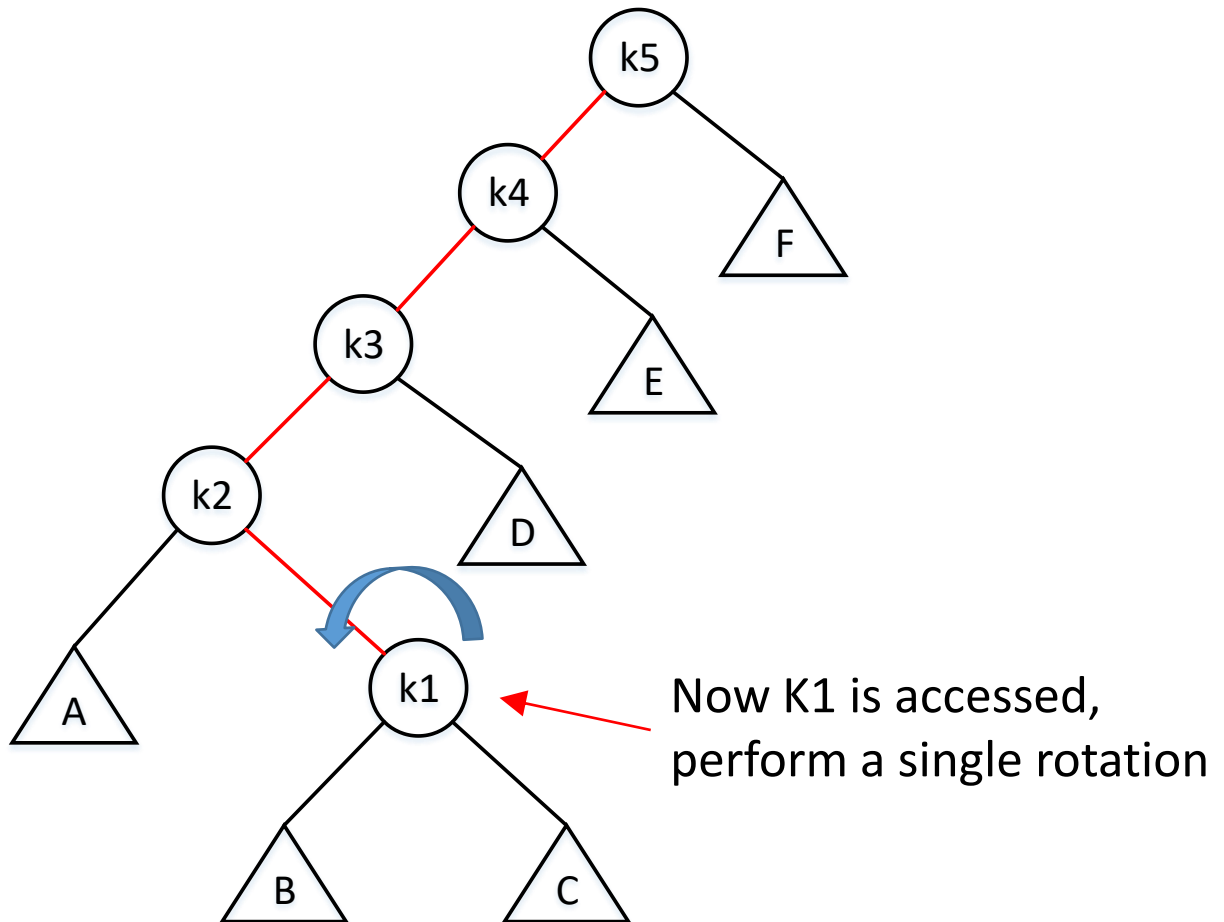 k5
k4
F
k3
E
k2
D
A
k1
Now K1 is accessed,
perform a single rotation
B
C